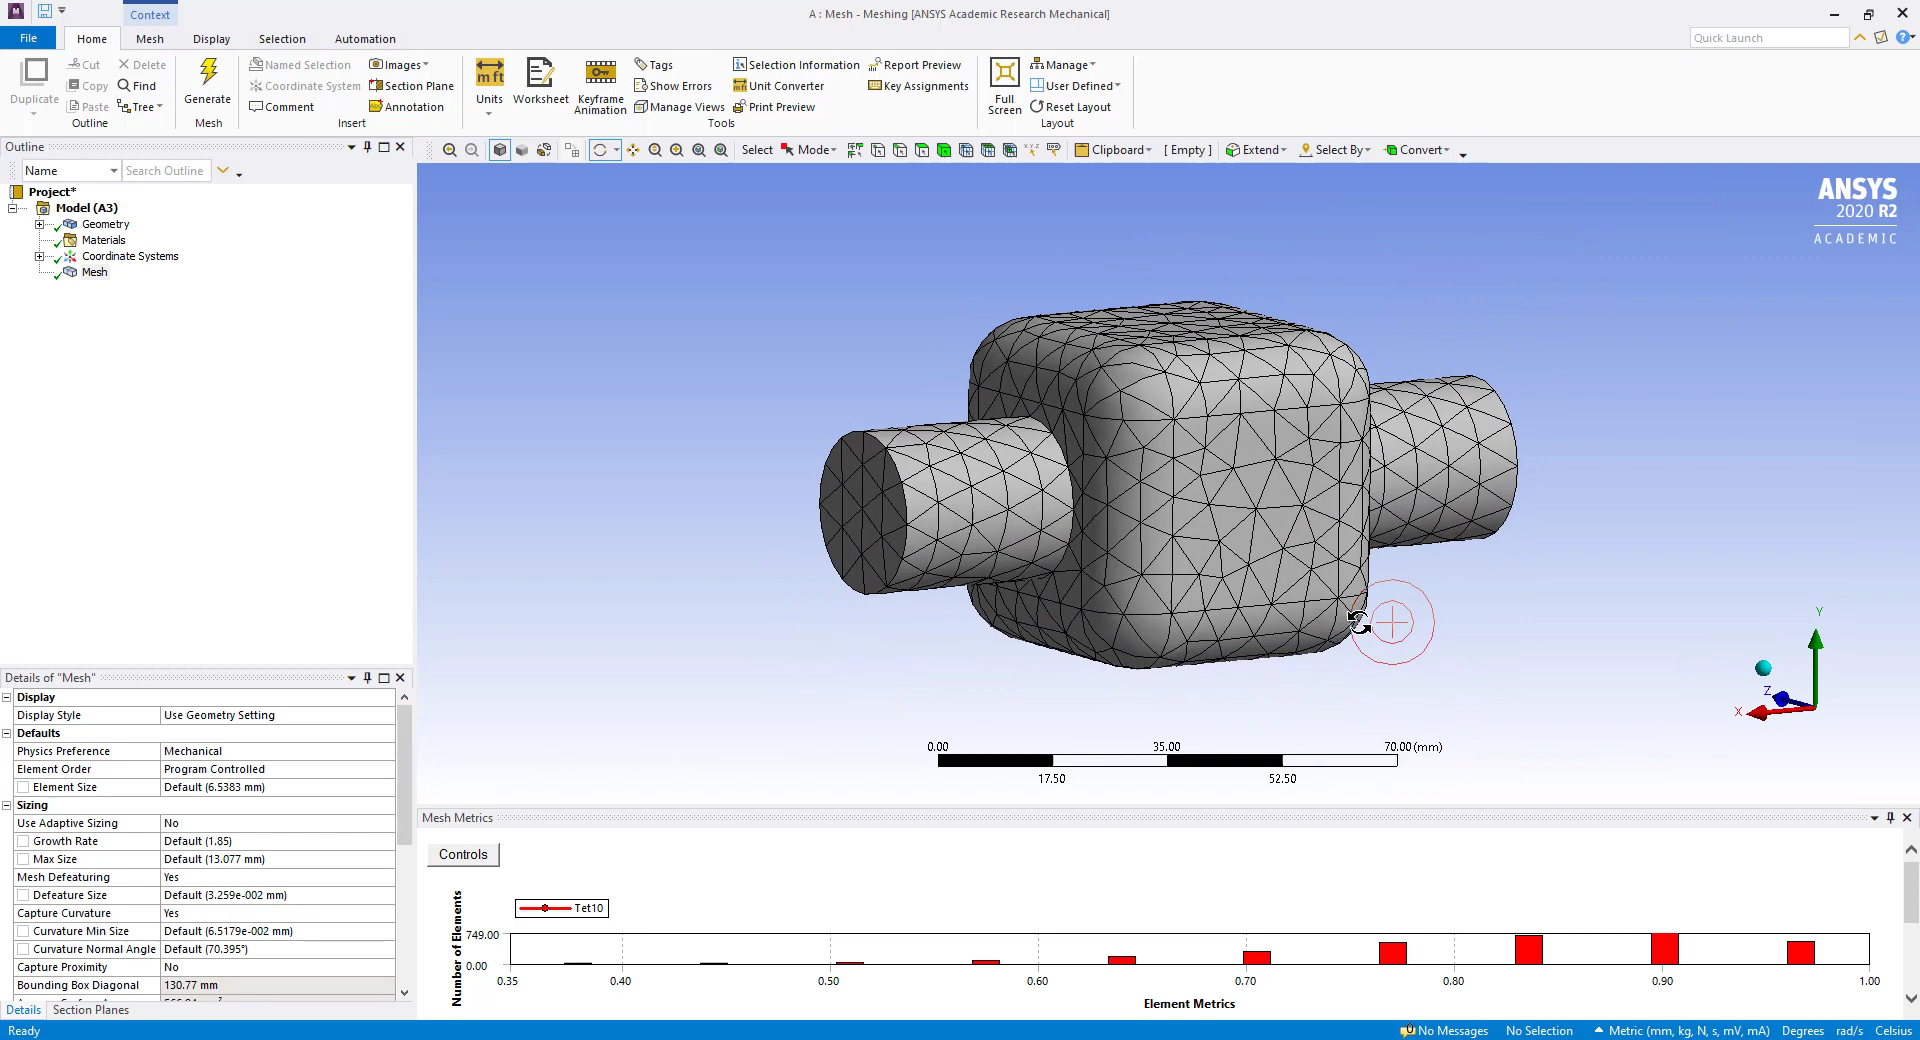 Context
A : Mesh - Meshing [ANSYS Academic Research Mechanical]
File Home Mesh Display Selection Automation
Quick Launch
Duplicate
Cut
Copy
Paste
Delete
Find
Tree
Outline
Generate
Mesh
Named Selection
Coordinate System
Comment
Images
Section Plane
Annotation
Insert
mft
Units
Worksheet
Keyframe
Animation
Tags
Show Errors
Manage Views
Selection Information
Unit Converter
Print Preview
Report Preview
Key Assignments
Tools
Full
Screen
Manage
User Defined
Reset Layout
Layout
Select Mode Clipboard [ Empty ] Extend Select By Convert
Outline
Name Search Outline
Project*
Model (A3)
Geometry
Materials
Coordinate Systems
Mesh
ANSYS
2020 R2
ACADEMIC
Y
Z
X
0.00 35.00 70.00 (mm)
17.50 52.50
Details of "Mesh"
Display
Display Style Use Geometry Setting
Defaults
Physics Preference Mechanical
Element Order Program Controlled
Element Size Default (6.5383 mm)
Sizing
Use Adaptive Sizing No
Growth Rate Default (1.85)
Max Size Default (13.077 mm)
Mesh Defeaturing Yes
Defeature Size Default (3.259e-002 mm)
Capture Curvature Yes
Curvature Min Size Default (6.5179e-002 mm)
Curvature Normal Angle Default (70.395°)
Capture Proximity No
Bounding Box Diagonal 130.77 mm
Details Section Planes
Mesh Metrics
Controls
Number of Elements
Tet10
749.00
0.00
0.35 0.40 0.50 0.60 0.70 0.80 0.90 1.00
Element Metrics
Ready
No Messages No Selection Metric (mm, kg, N, s, mV, mA) Degrees rad/s Celsius